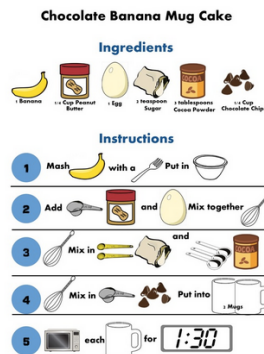 Chocolate Banana Mug Cake
Ingredients
1 Banana
1/4 Cup Peanut Butter
1 Egg
2 teaspoon Sugar
COCOA
3 tablespoons Cocoa Powder
1/4 Cup Chocolate Chips
Instructions
1 Mash with a Put in
2 Add and Mix together
3 Mix in and
COCOA
4 Mix in Put into
2 Mugs
5 each for 1:30